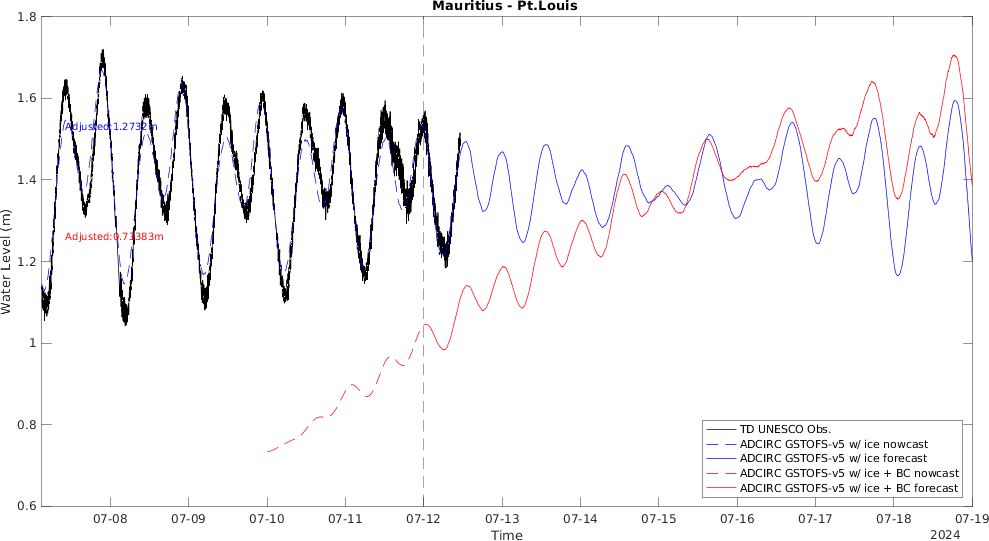 Mauritius - Pt.Louis
1.8
1.6
1.4
1.2
1
0.8
0.6
Water Level (m)
Adjusted:1.2732m
Adjusted:0.73383m
TD UNESCO Obs.
ADCIRC GSTOFS-v5 w/ ice nowcast
ADCIRC GSTOFS-v5 w/ ice forecast
ADCIRC GSTOFS-v5 w/ ice + BC nowcast
ADCIRC GSTOFS-v5 w/ ice + BC forecast
07-08 07-09 07-10 07-11 07-12 07-13 07-14 07-15 07-16 07-17 07-18 07-19
Time
2024